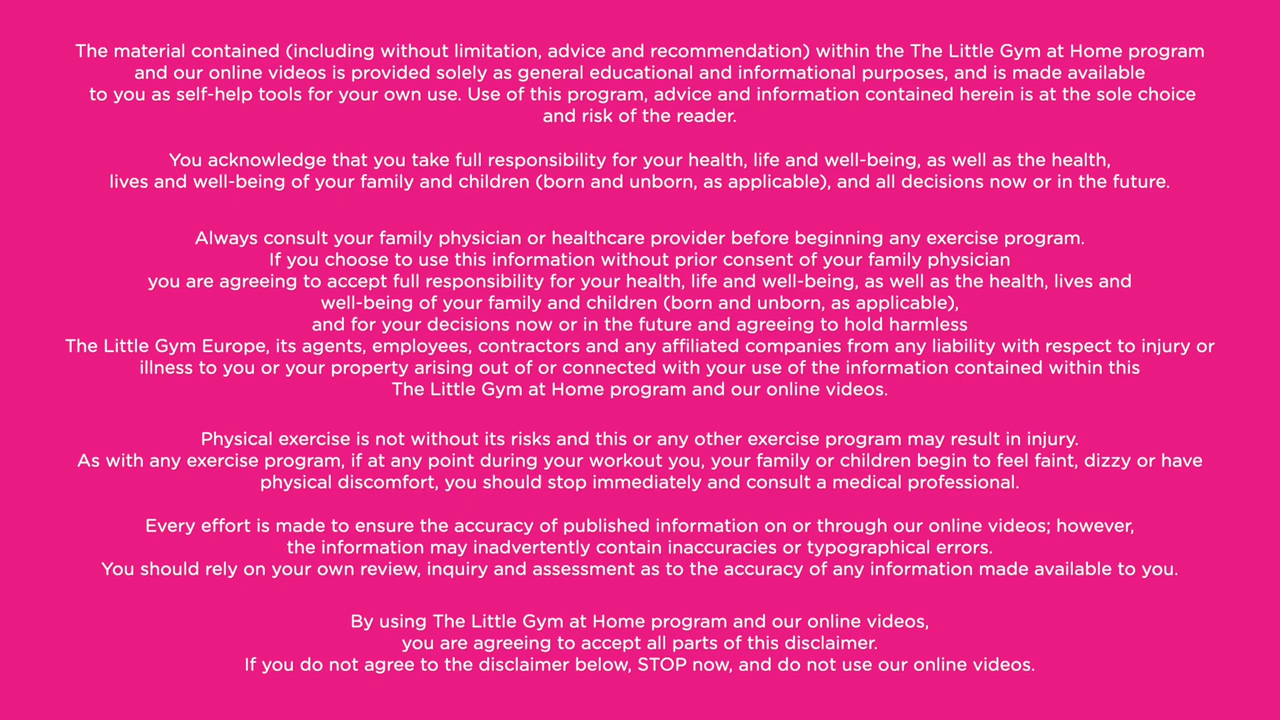 The material contained (including without limitation, advice and recommendation) within the The Little Gym at Home program
and our online videos is provided solely as general educational and informational purposes, and is made available
to you as self-help tools for your own use. Use of this program, advice and information contained herein is at the sole choice
and risk of the reader.
You acknowledge that you take full responsibility for your health, life and well-being, as well as the health,
lives and well-being of your family and children (born and unborn, as applicable), and all decisions now or in the future.
Always consult your family physician or healthcare provider before beginning any exercise program.
If you choose to use this information without prior consent of your family physician
you are agreeing to accept full responsibility for your health, life and well-being, as well as the health, lives and
well-being of your family and children (born and unborn, as applicable),
and for your decisions now or in the future and agreeing to hold harmless
The Little Gym Europe, its agents, employees, contractors and any affiliated companies from any liability with respect to injury or
illness to you or your property arising out of or connected with your use of the information contained within this
The Little Gym at Home program and our online videos.
Physical exercise is not without its risks and this or any other exercise program may result in injury.
As with any exercise program, if at any point during your workout you, your family or children begin to feel faint, dizzy or have
physical discomfort, you should stop immediately and consult a medical professional.
Every effort is made to ensure the accuracy of published information on or through our online videos; however,
the information may inadvertently contain inaccuracies or typographical errors.
You should rely on your own review, inquiry and assessment as to the accuracy of any information made available to you.
By using The Little Gym at Home program and our online videos,
you are agreeing to accept all parts of this disclaimer.
If you do not agree to the disclaimer below, STOP now, and do not use our online videos.